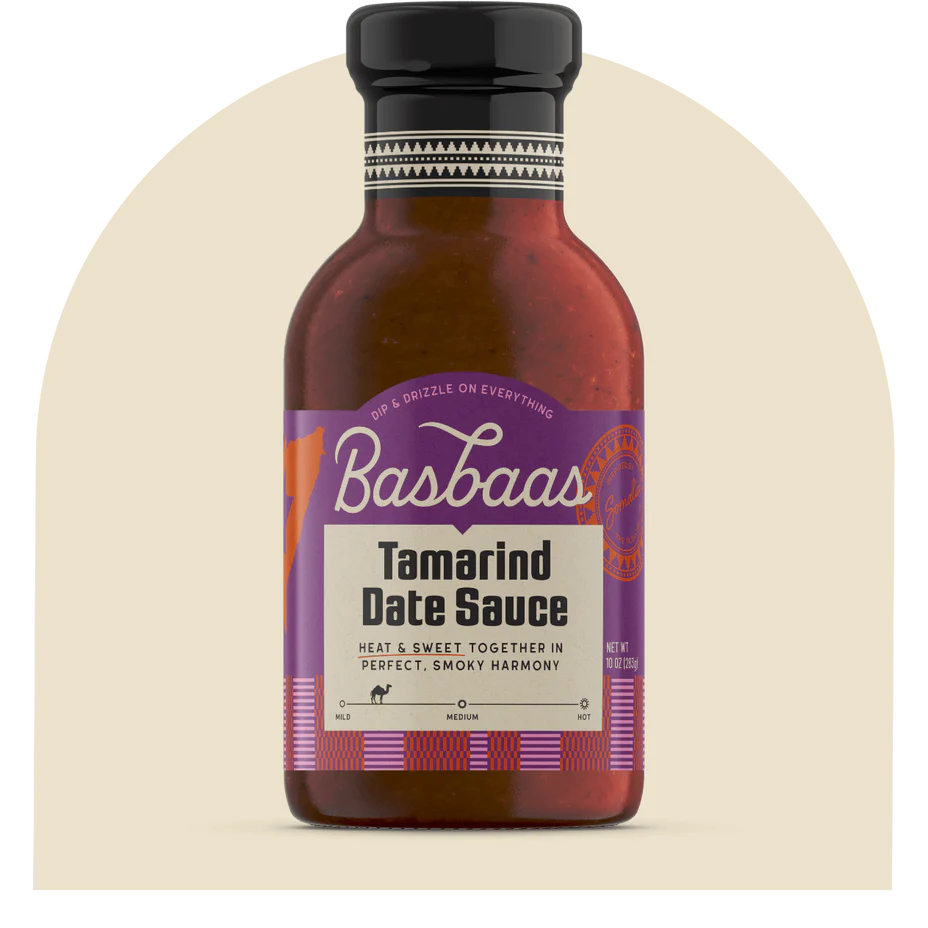 DIP & DRIZZLE ON EVERYTHING
Basbaas
Somalia
Tamarind
Date Sauce
HEAT & SWEET TOGETHER IN
PERFECT, SMOKY HARMONY
NET WT
10 OZ (283g)
MILD
MEDIUM
HOT